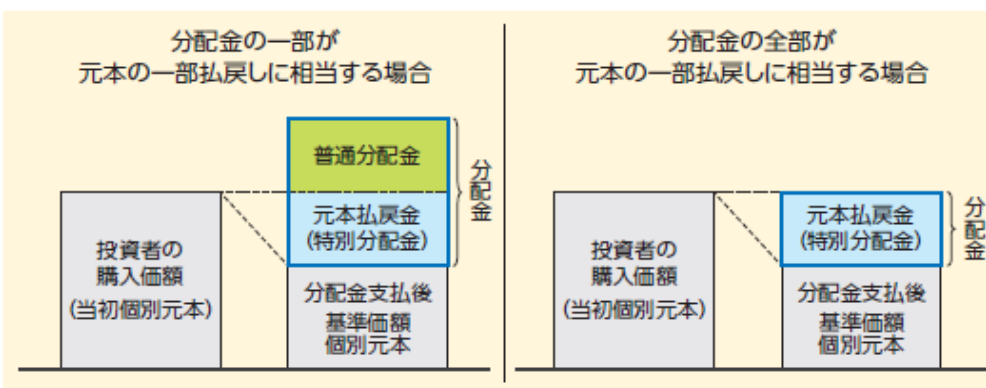 分配金の一部が
元本の一部払戻しに相当する場合
普通分配金
元本払戻金
(特別分配金)
分配金
投資者の
購入価額
(当初個別元本)
分配金支払後
基準価額
個別元本
分配金の全部が
元本の一部払戻しに相当する場合
元本払戻金
(特別分配金)
分配金
投資者の
購入価額
(当初個別元本)
分配金支払後
基準価額
個別元本